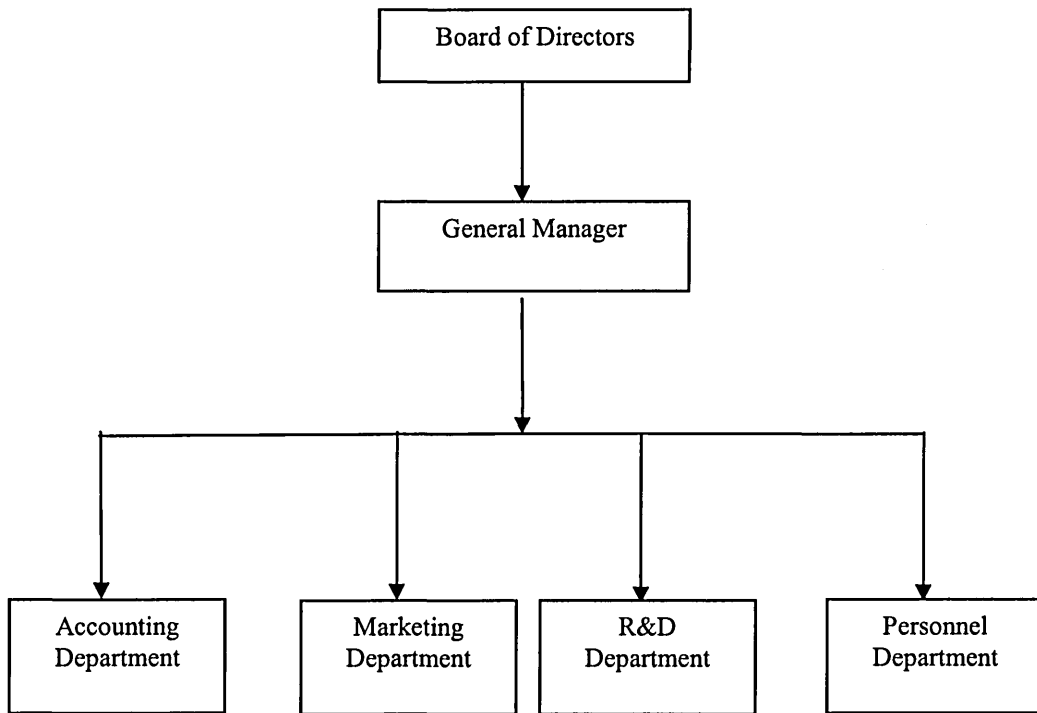 Board of Directors
General Manager
Accounting
Department
Marketing
Department
R&D
Department
Personnel
Department